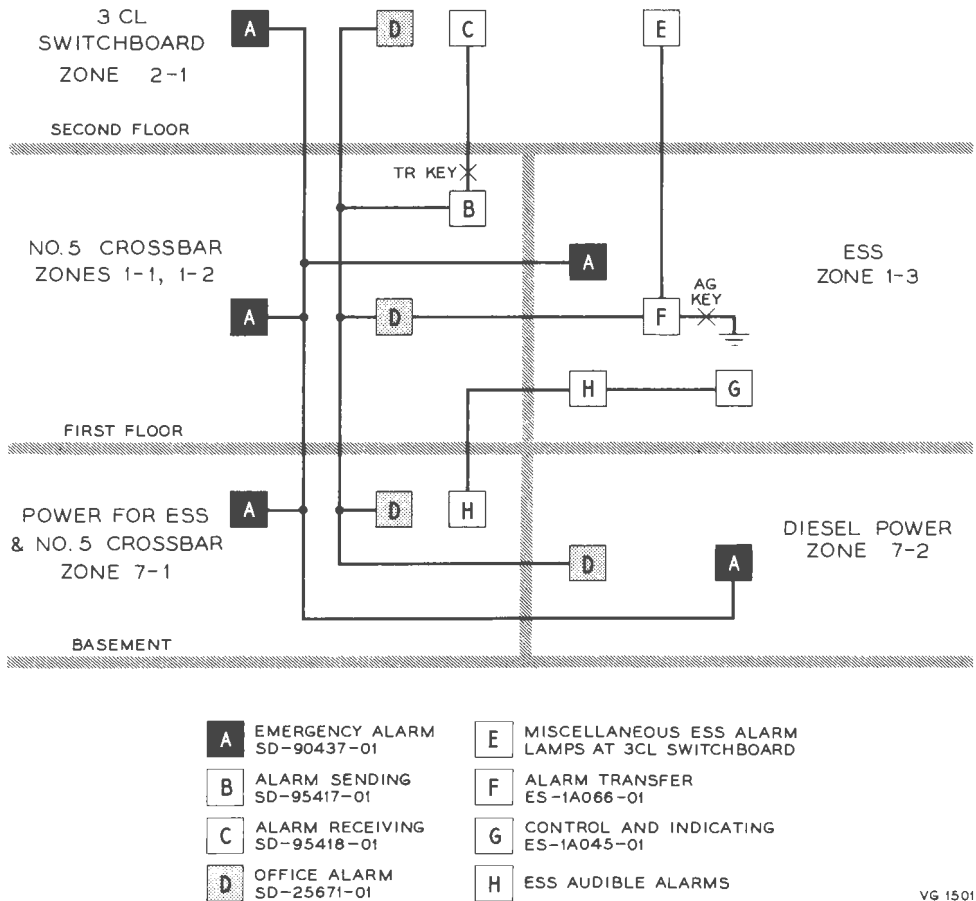 3 CL
SWITCHBOARD
ZONE 2-1
A
D
C
E
SECOND FLOOR
TR KEY
B
NO. 5 CROSSBAR
ZONES 1-1, 1-2
A
ESS
ZONE 1-3
AG
KEY
A
D
F
H
G
FIRST FLOOR
POWER FOR ESS
& NO. 5 CROSSBAR
ZONE 7-1
A
D
H
DIESEL POWER
ZONE 7-2
D
A
BASEMENT
A EMERGENCY ALARM
SD-90437-01
B ALARM SENDING
SD-95417-01
C ALARM RECEIVING
SD-95418-01
D OFFICE ALARM
SD-25671-01
E MISCELLANEOUS ESS ALARM
LAMPS AT 3CL SWITCHBOARD
F ALARM TRANSFER
ES-1A066-01
G CONTROL AND INDICATING
ES-1A045-01
H ESS AUDIBLE ALARMS
VG 1501